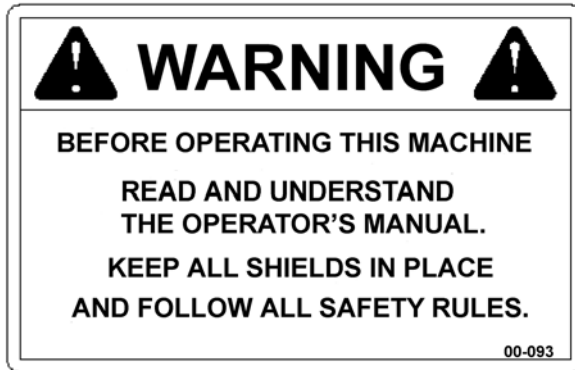 WARNING
BEFORE OPERATING THIS MACHINE
READ AND UNDERSTAND
THE OPERATOR'S MANUAL.
KEEP ALL SHIELDS IN PLACE
AND FOLLOW ALL SAFETY RULES.
00-093